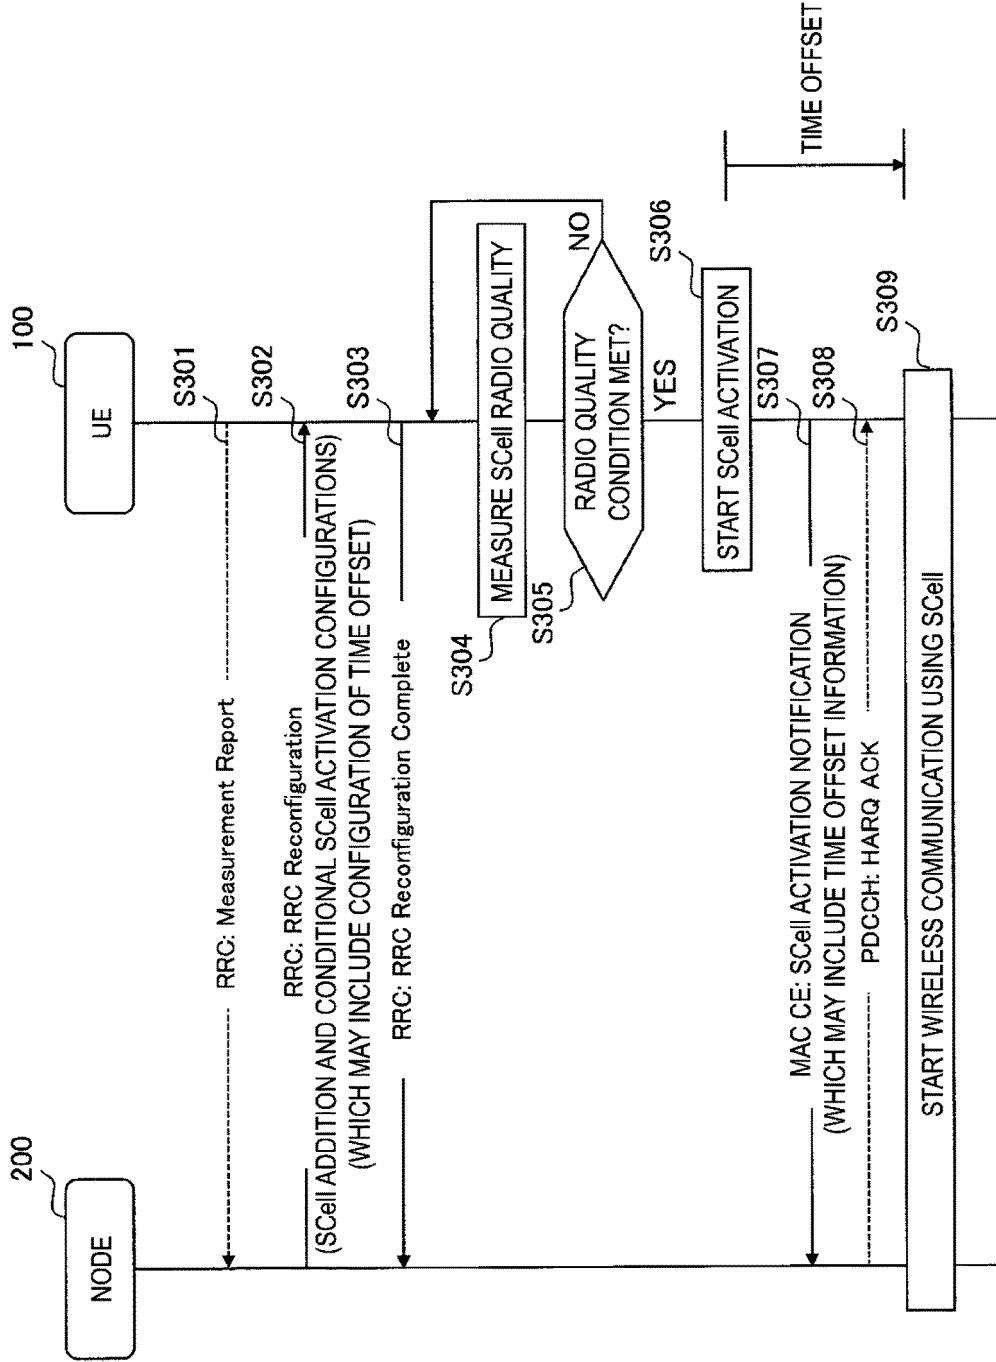 200
NODE
100
UE
S301
RRC: Measurement Report
S302
RRC: RRC Reconfiguration
(SCell ADDITION AND CONDITIONAL SCell ACTIVATION CONFIGURATIONS)
(WHICH MAY INCLUDE CONFIGURATION OF TIME OFFSET)
S303
RRC: RRC Reconfiguration Complete
S304
MEASURE SCell RADIO QUALITY
S305
RADIO QUALITY
CONDITION MET?
NO
YES
S306
START SCell ACTIVATION
TIME OFFSET
S307
MAC CE: SCell ACTIVATION NOTIFICATION
(WHICH MAY INCLUDE TIME OFFSET INFORMATION)
S308
PDCCH: HARQ ACK
S309
START WIRELESS COMMUNICATION USING SCell